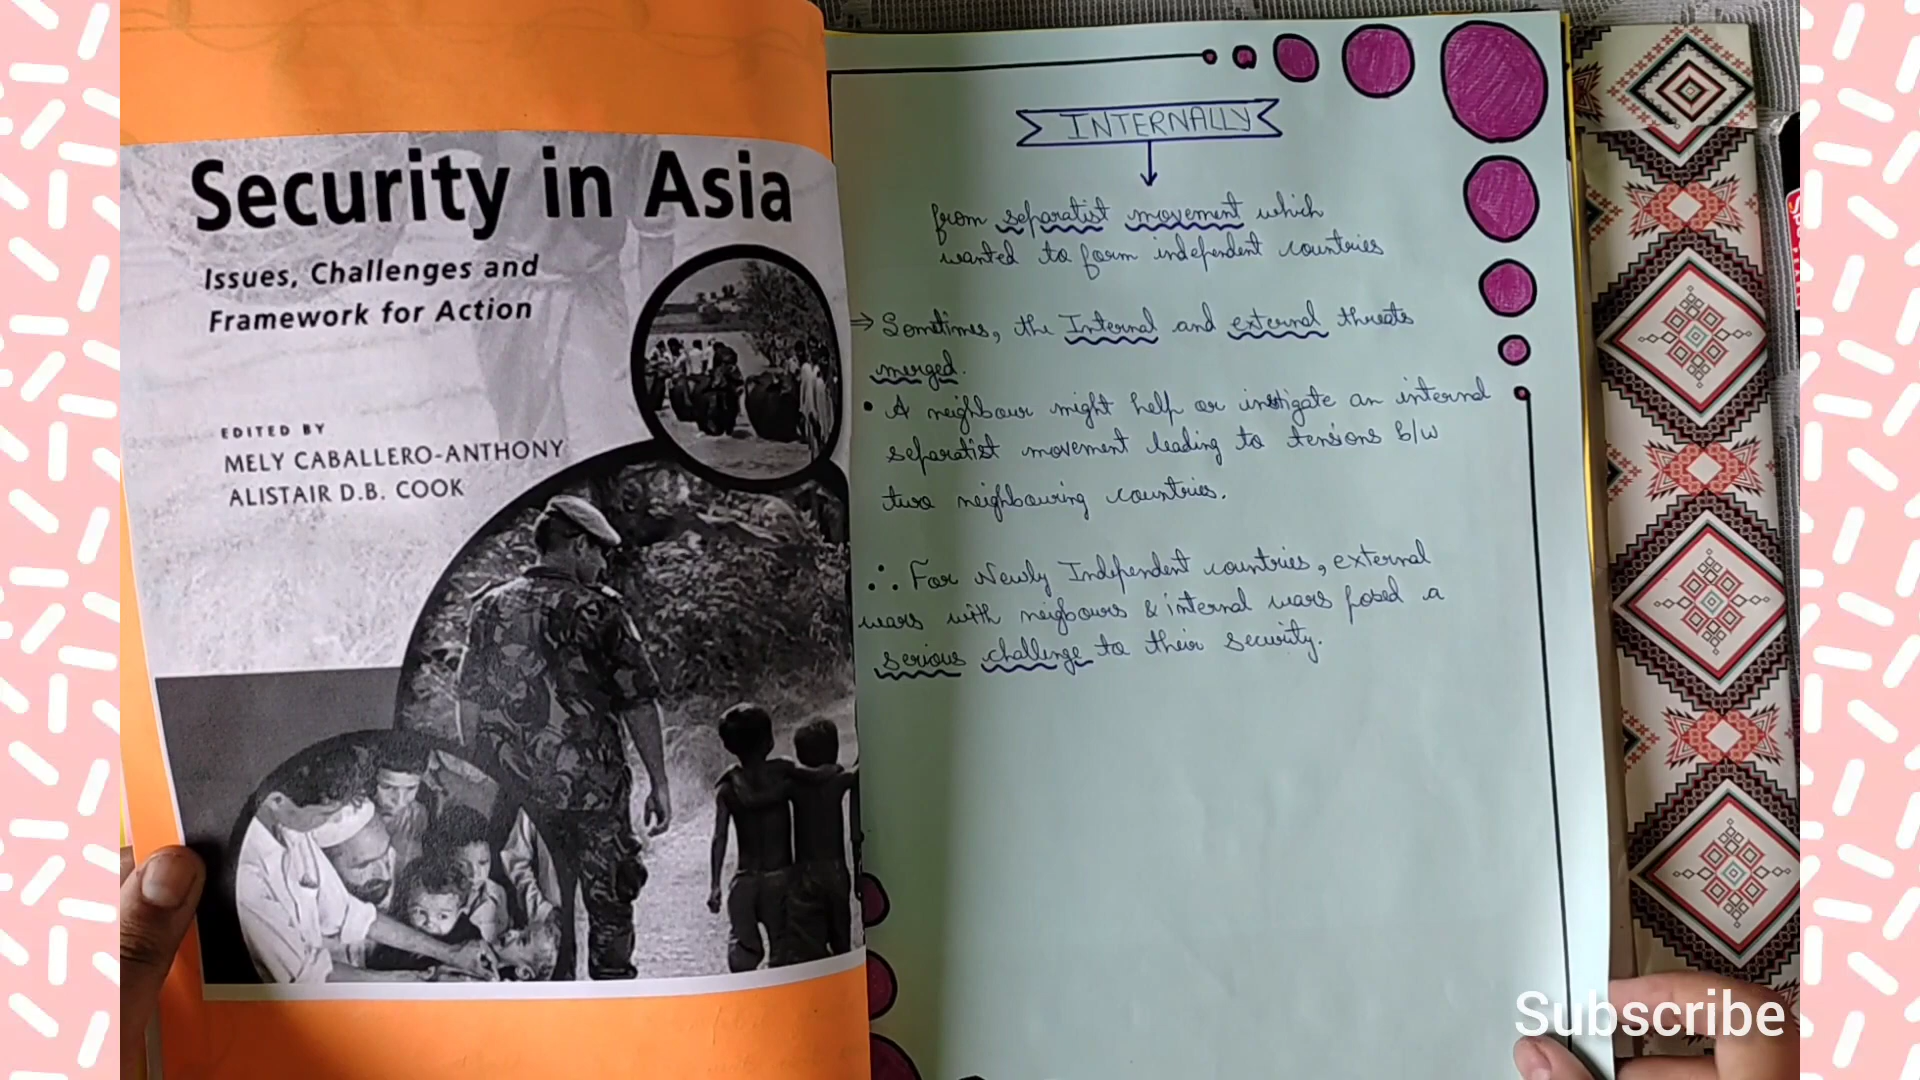 Security in Asia
Issues, Challenges and
Framework for Action
EDITED BY
MELY CABALLERO-ANTHONY
ALISTAIR D.B. COOK
INTERNALLY
from separatist movement which
wanted to form independent countries
⇒ Sometimes, the Internal and external threats
merged.
• A neighbour might help or instigate an internal
separatist movement leading to tensions b/w
two neighbouring countries.
∴ For Newly Independent countries, external
wars with neigbours & internal wars posed a
serious challenge to their security.
Subscribe